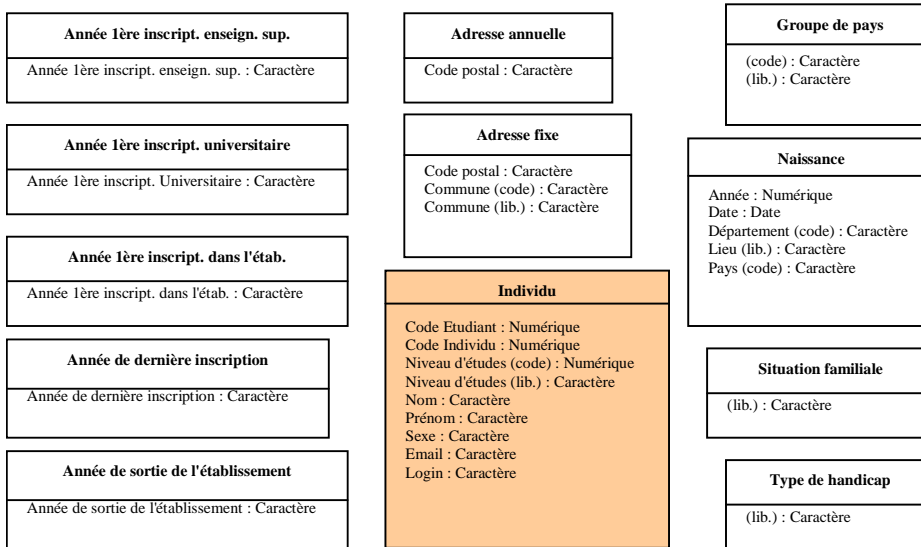 Année 1ère inscript. enseign. sup.
Année 1ère inscript. enseign. sup. : Caractère
Année 1ère inscript. universitaire
Année 1ère inscript. Universitaire : Caractère
Année 1ère inscript. dans l'étab.
Année 1ère inscript. dans l'étab. : Caractère
Année de dernière inscription
Année de dernière inscription : Caractère
Année de sortie de l'établissement
Année de sortie de l'établissement : Caractère
Adresse annuelle
Code postal : Caractère
Adresse fixe
Code postal : Caractère
Commune (code) : Caractère
Commune (lib.) : Caractère
Individu
Code Etudiant : Numérique
Code Individu : Numérique
Niveau d'études (code) : Numérique
Niveau d'études (lib.) : Caractère
Nom : Caractère
Prénom : Caractère
Sexe : Caractère
Email : Caractère
Login : Caractère
Groupe de pays
(code) : Caractère
(lib.) : Caractère
Naissance
Année : Numérique
Date : Date
Département (code) : Caractère
Lieu (lib.) : Caractère
Pays (code) : Caractère
Situation familiale
(lib.) : Caractère
Type de handicap
(lib.) : Caractère